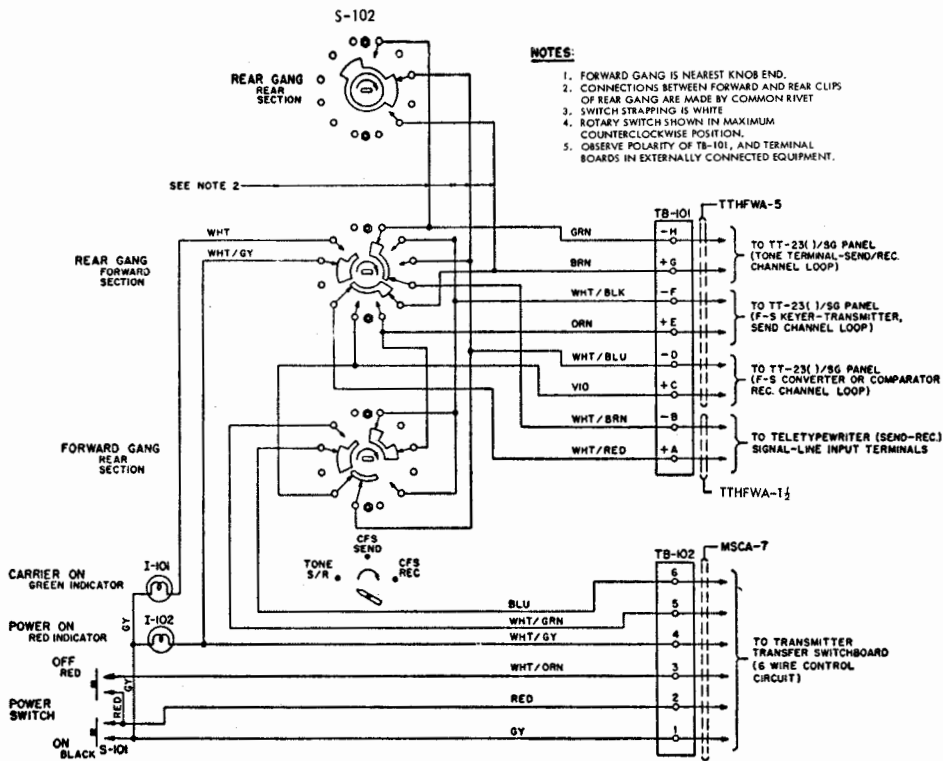 S-102
REAR GANG
REAR
SECTION
NOTES:
1. FORWARD GANG IS NEAREST KNOB END.
2. CONNECTIONS BETWEEN FORWARD AND REAR CLIPS
OF REAR GANG ARE MADE BY COMMON RIVET
3. SWITCH STRAPPING IS WHITE
4. ROTARY SWITCH SHOWN IN MAXIMUM
COUNTERCLOCKWISE POSITION.
5. OBSERVE POLARITY OF TB-101, AND TERMINAL
BOARDS IN EXTERNALLY CONNECTED EQUIPMENT.
SEE NOTE 2
TTHFWA-5
TB-101
WHT
WHT/GY
REAR GANG
FORWARD
SECTION
GRN
-H
BRN
+G
TO TT-23( )/SG PANEL
(TONE TERMINAL-SEND/REC.
CHANNEL LOOP)
WHT/BLK
-F
ORN
+E
TO TT-23( )/SG PANEL
(F-S KEYER-TRANSMITTER,
SEND CHANNEL LOOP)
WHT/BLU
-D
VIO
+C
TO TT-23( )/SG PANEL
(F-S CONVERTER OR COMPARATOR
REC. CHANNEL LOOP)
WHT/BRN
-B
WHT/RED
+A
TO TELETYPEWRITER (SEND-REC.)
SIGNAL-LINE INPUT TERMINALS
FORWARD GANG
REAR
SECTION
TTHFWA-1½
CFS
SEND
TONE
S/R
CFS
REC
TB-102
MSCA-7
CARRIER ON
GREEN INDICATOR
I-101
GY
POWER ON
RED INDICATOR
I-102
BLU
6
WHT/GRN
5
WHT/GY
4
WHT/ORN
3
RED
2
GY
1
TO TRANSMITTER
TRANSFER SWITCHBOARD
(6 WIRE CONTROL
CIRCUIT)
OFF
RED
GY
RED
POWER
SWITCH
ON
BLACK
S-101